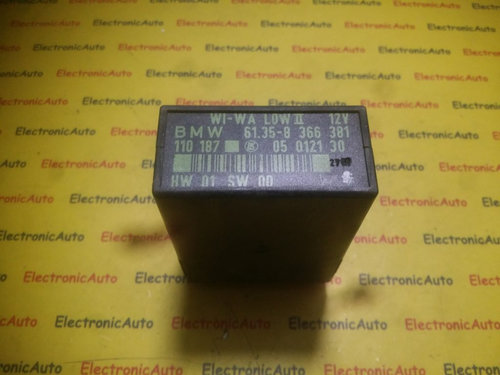 WI-WA LOW II 12V
BMW 61.35-8 366 381
110 187 05 0121 30
HW 01 SW 00
ElectronicAuto